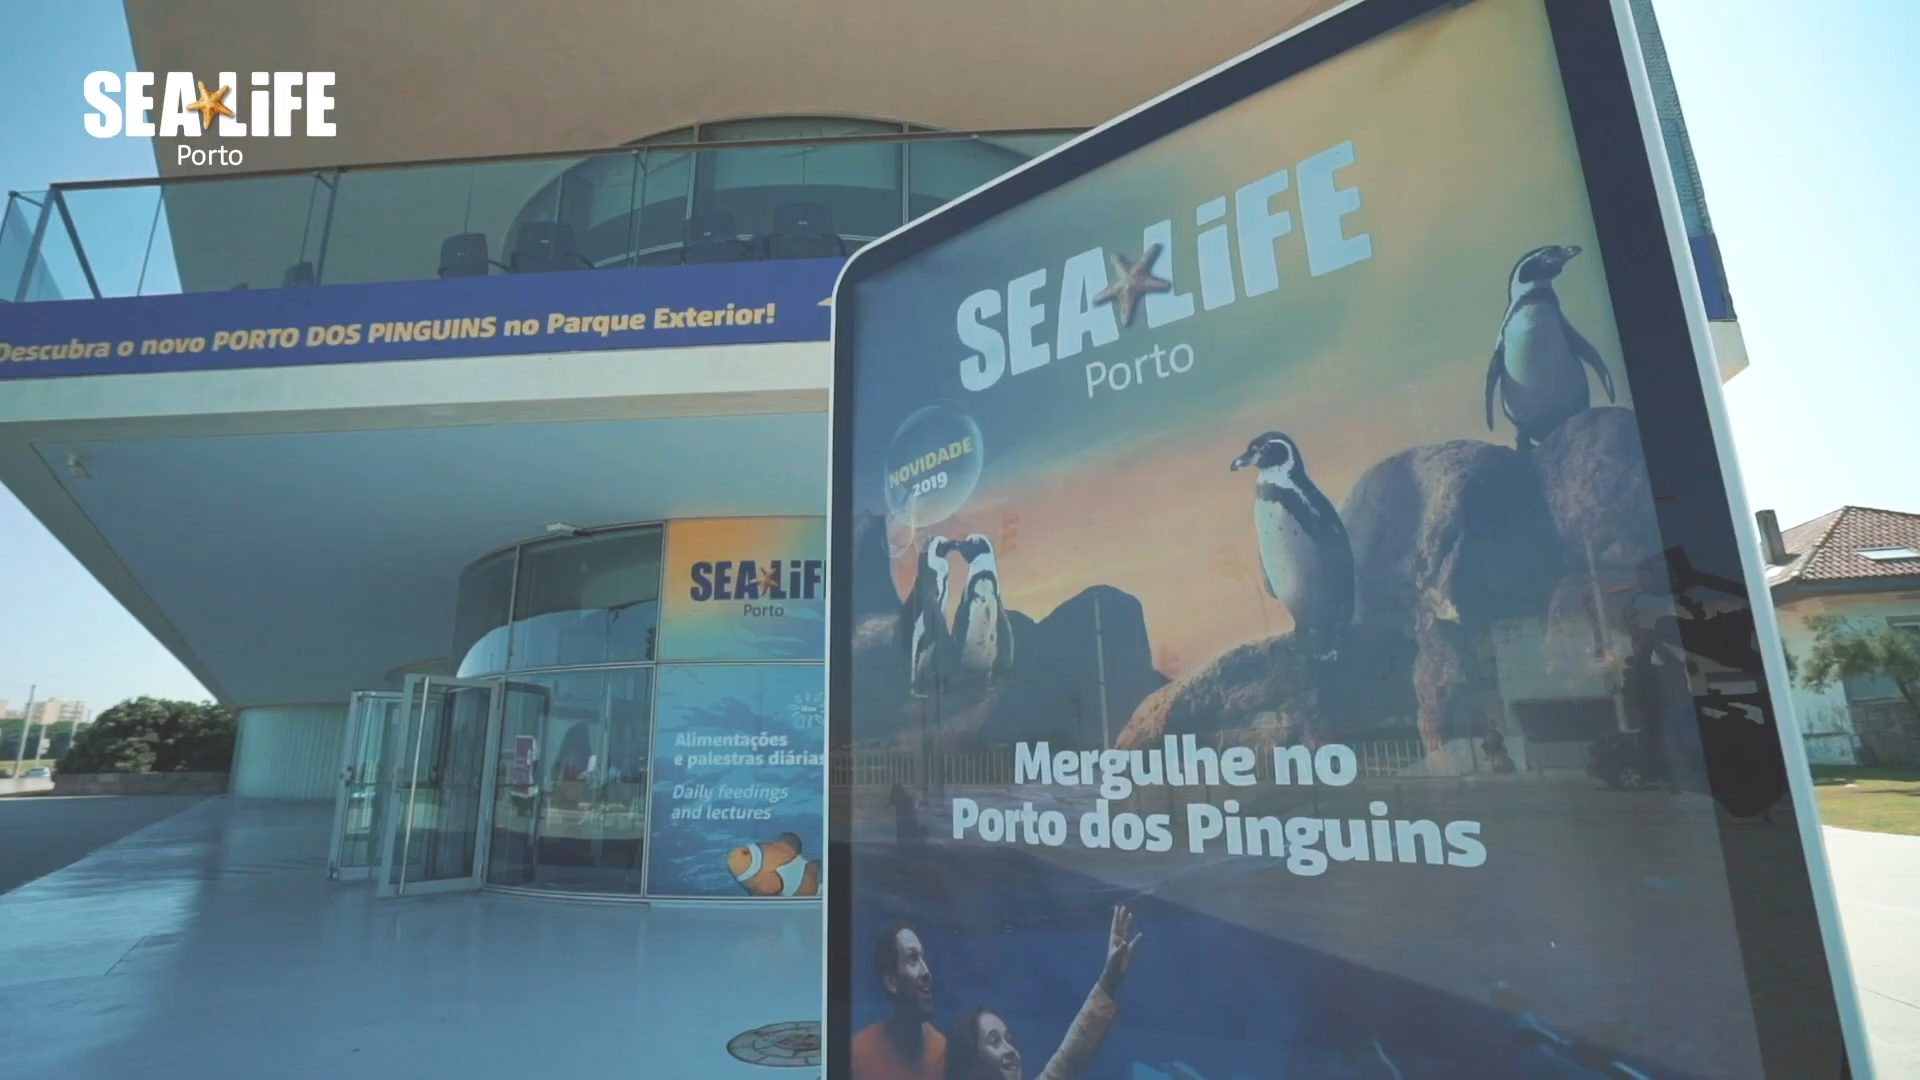 SEA LiFE
Porto
Descubra o novo PORTO DOS PINGUINS no Parque Exterior!
SEA LiFE
Porto
NOVIDADE
2019
SEA LiF
Porto
Alimentações
e palestras diárias
Daily feedings
and lectures
Mergulhe no
Porto dos Pinguins